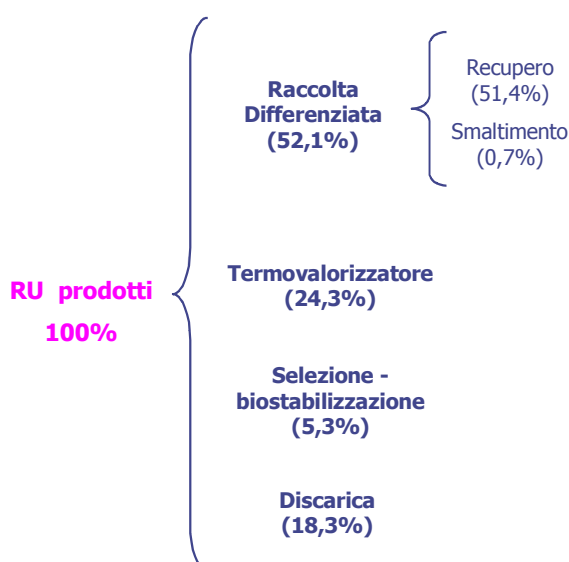 RU prodotti
100%
Raccolta
Differenziata
(52,1%)
Recupero
(51,4%)
Smaltimento
(0,7%)
Termovalorizzatore
(24,3%)
Selezione -
biostabilizzazione
(5,3%)
Discarica
(18,3%)